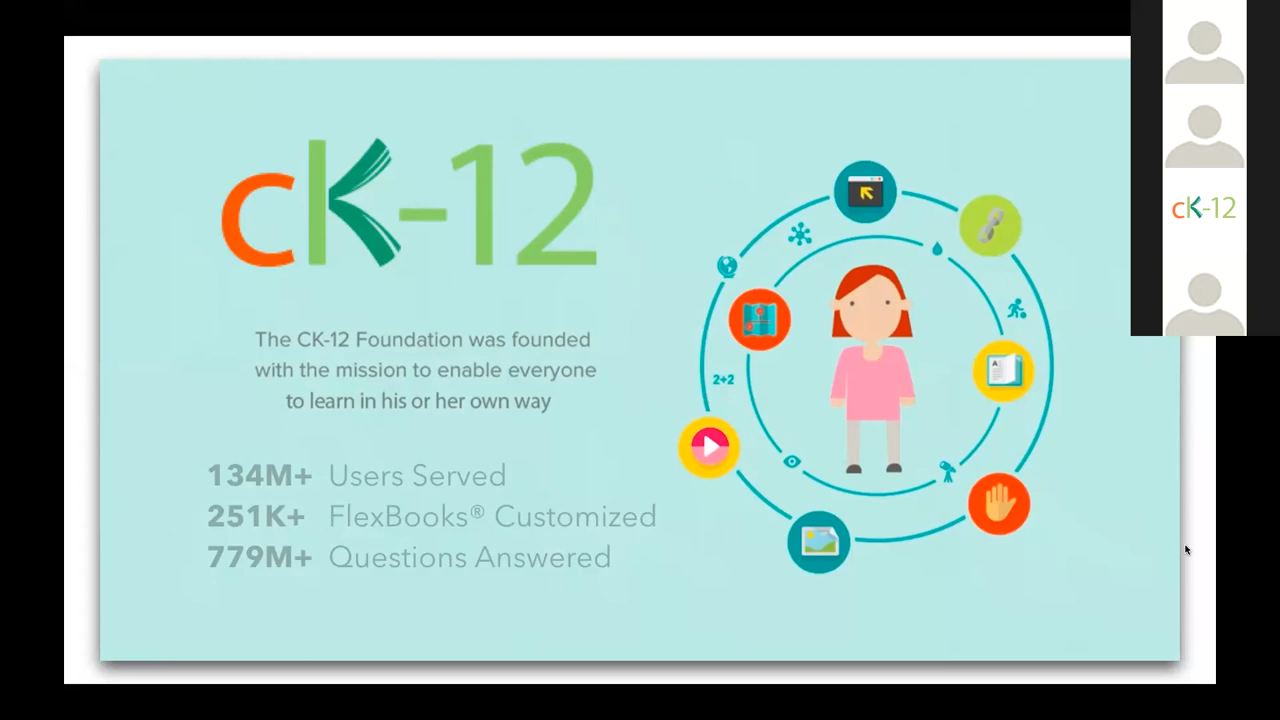 cK-12
The CK-12 Foundation was founded
with the mission to enable everyone
to learn in his or her own way
134M+ Users Served
251K+ FlexBooks® Customized
779M+ Questions Answered
2+2
A
cK-12